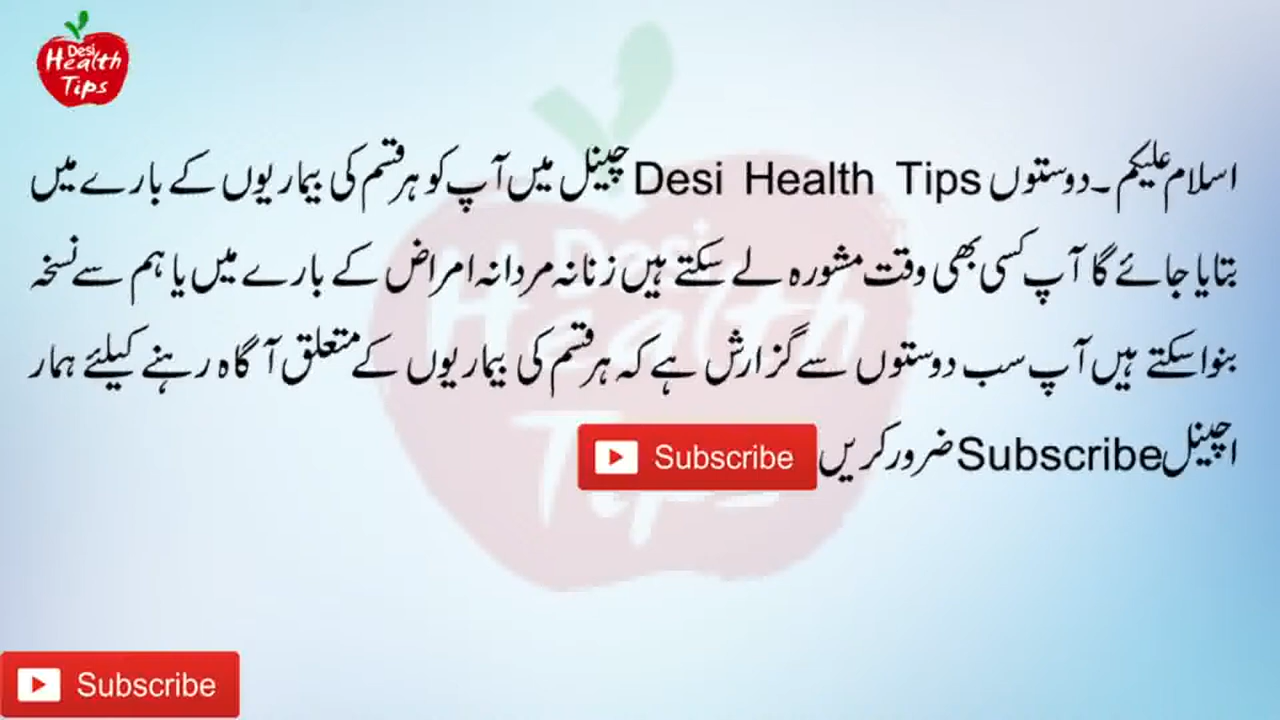 Desi
Health
Tips
اسلام علیکم ۔ دوستوں Desi Health Tips چینل میں آپ کو ہر قسم کی بیماریوں کے بارے میں
بتایا جائے گا آپ کسی بھی وقت مشورہ لے سکتے ہیں زنانہ مردانہ امراض کے بارے میں یا ہم سے نسخہ
بنوا سکتے ہیں آپ سب دوستوں سے گزارش ہے کہ ہر قسم کی بیماریوں کے متعلق آگاہ رہنے کیلئے ہمار
اچینل Subscribe ضرور کریں Subscribe
Desi
Health
Tips
Subscribe